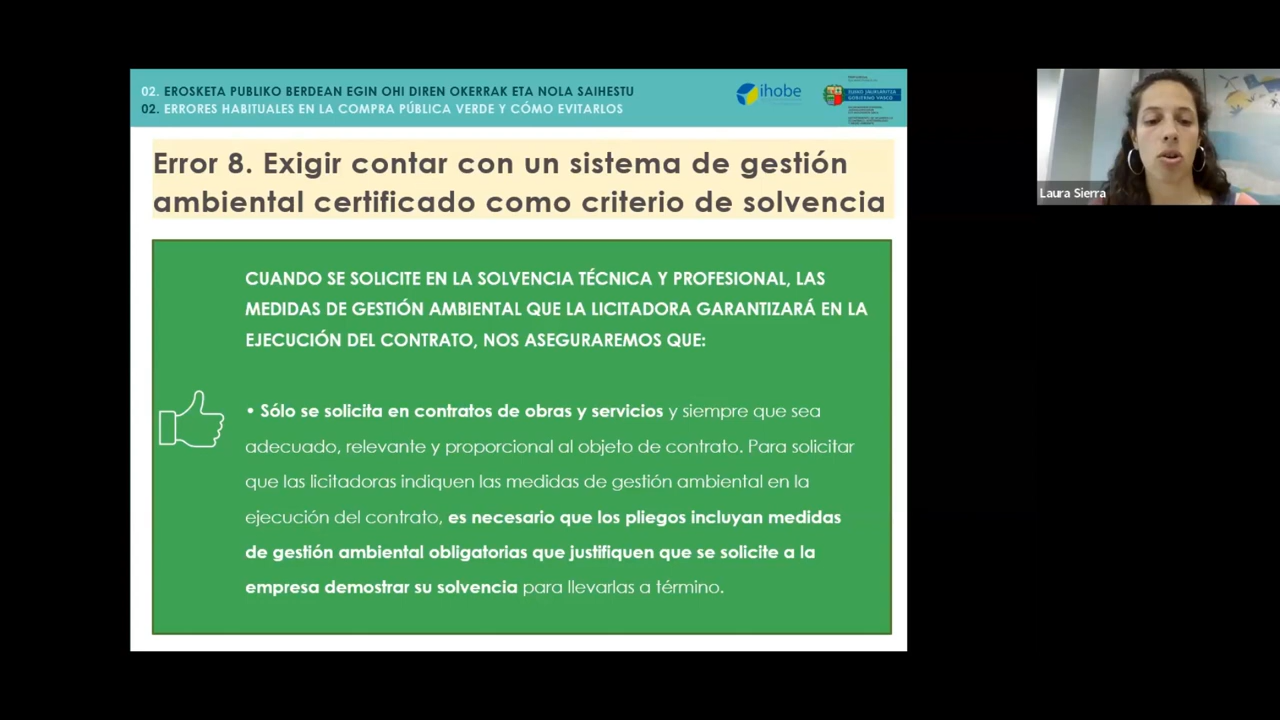 02. EROSKETA PUBLIKO BERDEAN EGIN OHI DIREN OKERRAK ETA NOLA SAIHESTU
02. ERRORES HABITUALES EN LA COMPRA PÚBLICA VERDE Y CÓMO EVITARLOS
ihobe
EUSKO JAURLARITZA
GOBIERNO VASCO
Error 8. Exigir contar con un sistema de gestión
ambiental certificado como criterio de solvencia
CUANDO SE SOLICITE EN LA SOLVENCIA TÉCNICA Y PROFESIONAL, LAS
MEDIDAS DE GESTIÓN AMBIENTAL QUE LA LICITADORA GARANTIZARÁ EN LA
EJECUCIÓN DEL CONTRATO, NOS ASEGURAREMOS QUE:
• Sólo se solicita en contratos de obras y servicios y siempre que sea
adecuado, relevante y proporcional al objeto de contrato. Para solicitar
que las licitadoras indiquen las medidas de gestión ambiental en la
ejecución del contrato, es necesario que los pliegos incluyan medidas
de gestión ambiental obligatorias que justifiquen que se solicite a la
empresa demostrar su solvencia para llevarlas a término.
Laura Sierra